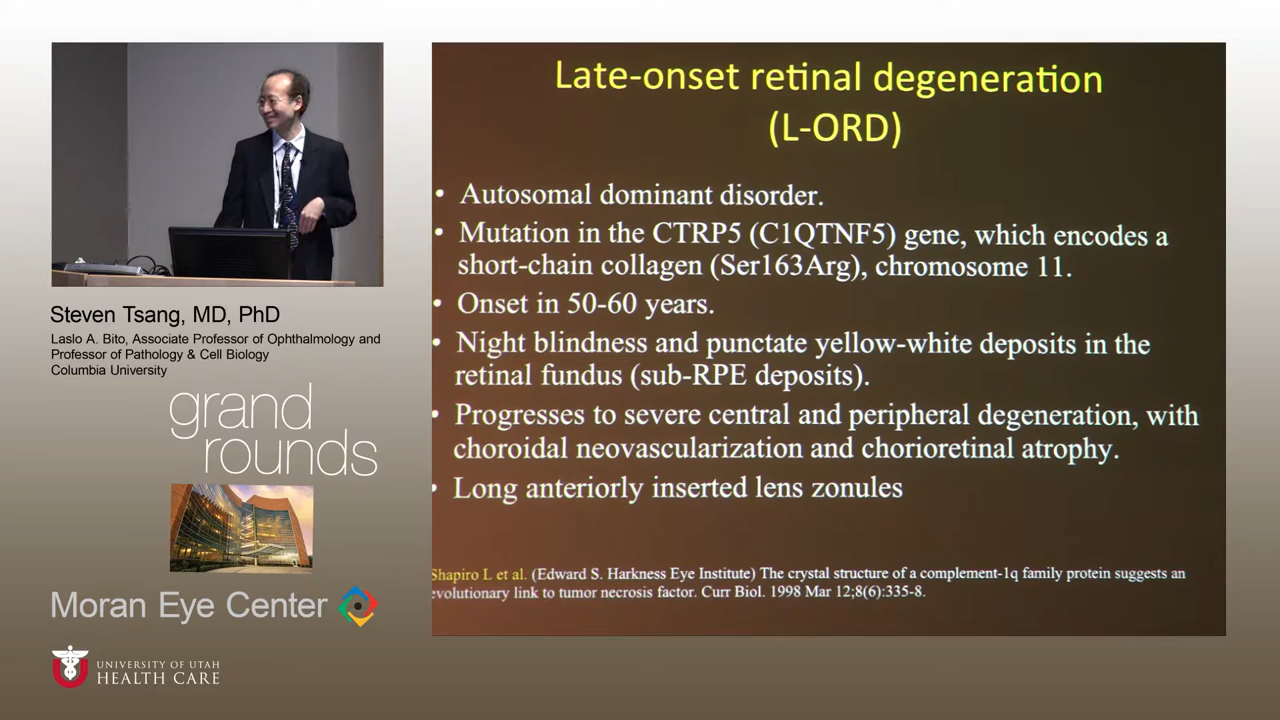 Late-onset retinal degeneration
(L-ORD)
• Autosomal dominant disorder.
• Mutation in the CTRP5 (C1QTNF5) gene, which encodes a
short-chain collagen (Ser163Arg), chromosome 11.
• Onset in 50-60 years.
• Night blindness and punctate yellow-white deposits in the
retinal fundus (sub-RPE deposits).
• Progresses to severe central and peripheral degeneration, with
choroidal neovascularization and chorioretinal atrophy.
• Long anteriorly inserted lens zonules
Shapiro L et al. (Edward S. Harkness Eye Institute) The crystal structure of a complement-1q family protein suggests an
evolutionary link to tumor necrosis factor. Curr Biol. 1998 Mar 12;8(6):335-8.
Steven Tsang, MD, PhD
Laslo A. Bito, Associate Professor of Ophthalmology and
Professor of Pathology & Cell Biology
Columbia University
grand
rounds
Moran Eye Center
UNIVERSITY OF UTAH
HEALTH CARE